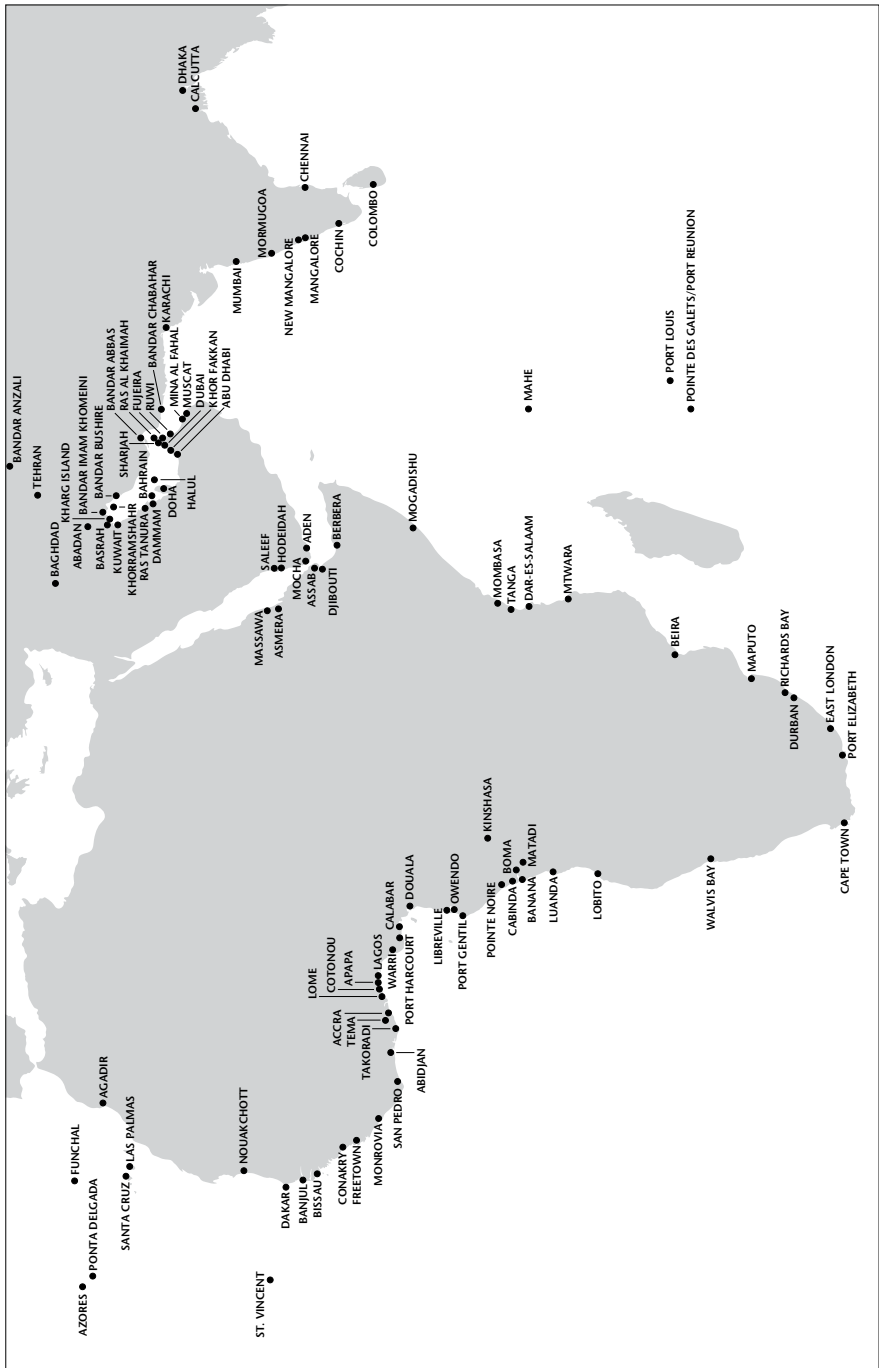 AZORES
PONTA DELGADA
FUNCHAL
SANTA CRUZ
LAS PALMAS
AGADIR
NOUAKCHOTT
ST. VINCENT
DAKAR
BANJUL
BISSAU
CONAKRY
FREETOWN
MONROVIA
SAN PEDRO
ABIDJAN
TAKORADI
TEMA
ACCRA
LOME
COTONOU
APAPA
LAGOS
WARRI
PORT HARCOURT
CALABAR
DOUALA
LIBREVILLE
OWENDO
PORT GENTIL
POINTE NOIRE
KINSHASA
CABINDA
BOMA
BANANA
MATADI
LUANDA
LOBITO
WALVIS BAY
CAPE TOWN
PORT ELIZABETH
EAST LONDON
DURBAN
RICHARDS BAY
MAPUTO
BEIRA
MTWARA
DAR-ES-SALAAM
TANGA
MOMBASA
MOGADISHU
MASSAWA
ASMERA
SALEEF
HODEIDAH
MOCHA
ADEN
ASSAB
DJIBOUTI
BERBERA
BANDAR ANZALI
TEHRAN
BAGHDAD
ABADAN
KHARG ISLAND
BANDAR IMAM KHOMEINI
BANDAR BUSHIRE
BASRAH
KUWAIT
KHORRAMSHAHR
RAS TANURA
DAMMAM
BAHRAIN
DOHA
HALUL
SHARJAH
BANDAR ABBAS
RAS AL KHAIMAH
FUJEIRA
RUWI
BANDAR CHABAHAR
KARACHI
MINA AL FAHAL
MUSCAT
DUBAI
KHOR FAKKAN
ABU DHABI
MUMBAI
MORMUGOA
NEW MANGALORE
MANGALORE
COCHIN
CHENNAI
COLOMBO
DHAKA
CALCUTTA
MAHE
PORT LOUIS
POINTE DES GALETS/PORT REUNION